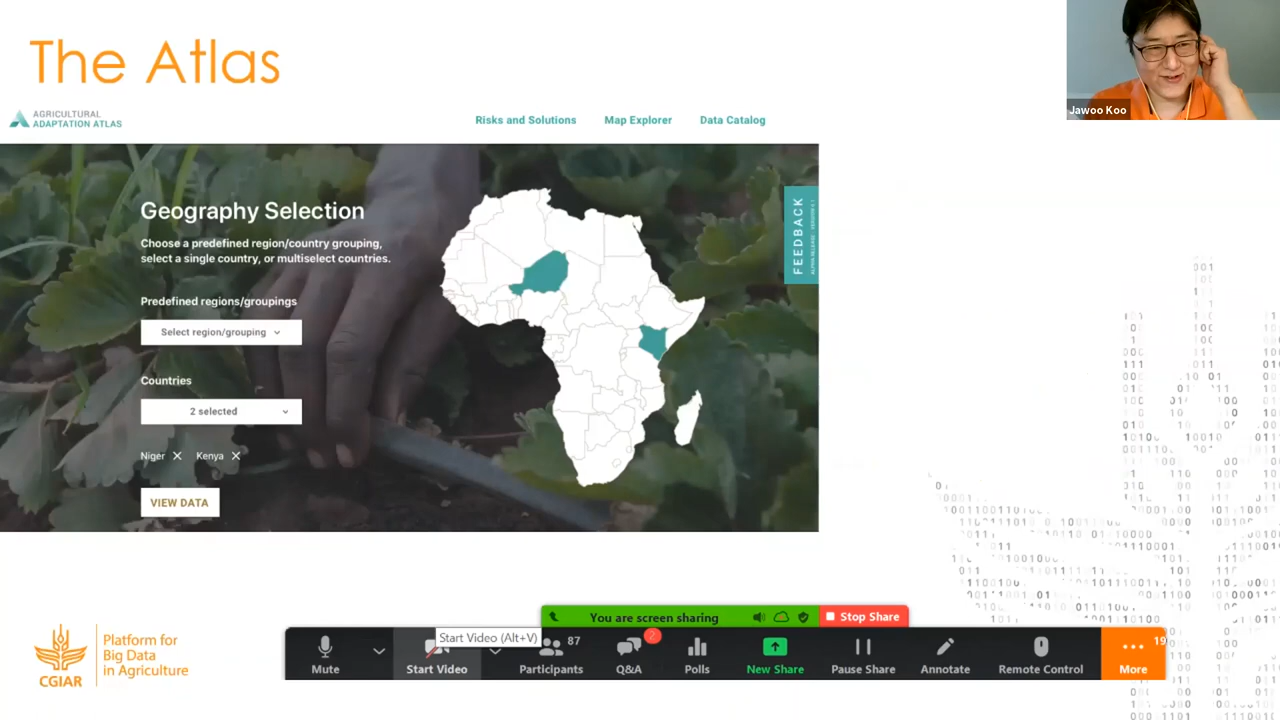 The Atlas
Jawoo Koo
AGRICULTURAL
ADAPTATION ATLAS
Risks and Solutions
Map Explorer
Data Catalog
Geography Selection
Choose a predefined region/country grouping,
select a single country, or multiselect countries.
Predefined regions/groupings
Select region/grouping
Countries
2 selected
Niger
Kenya
VIEW DATA
FEEDBACK
You are screen sharing
Stop Share
Start Video (Alt+V)
87
2
19
Mute
Start Video
Participants
Q&A
Polls
New Share
Pause Share
Annotate
Remote Control
More
CGIAR
Platform for
Big Data
in Agriculture